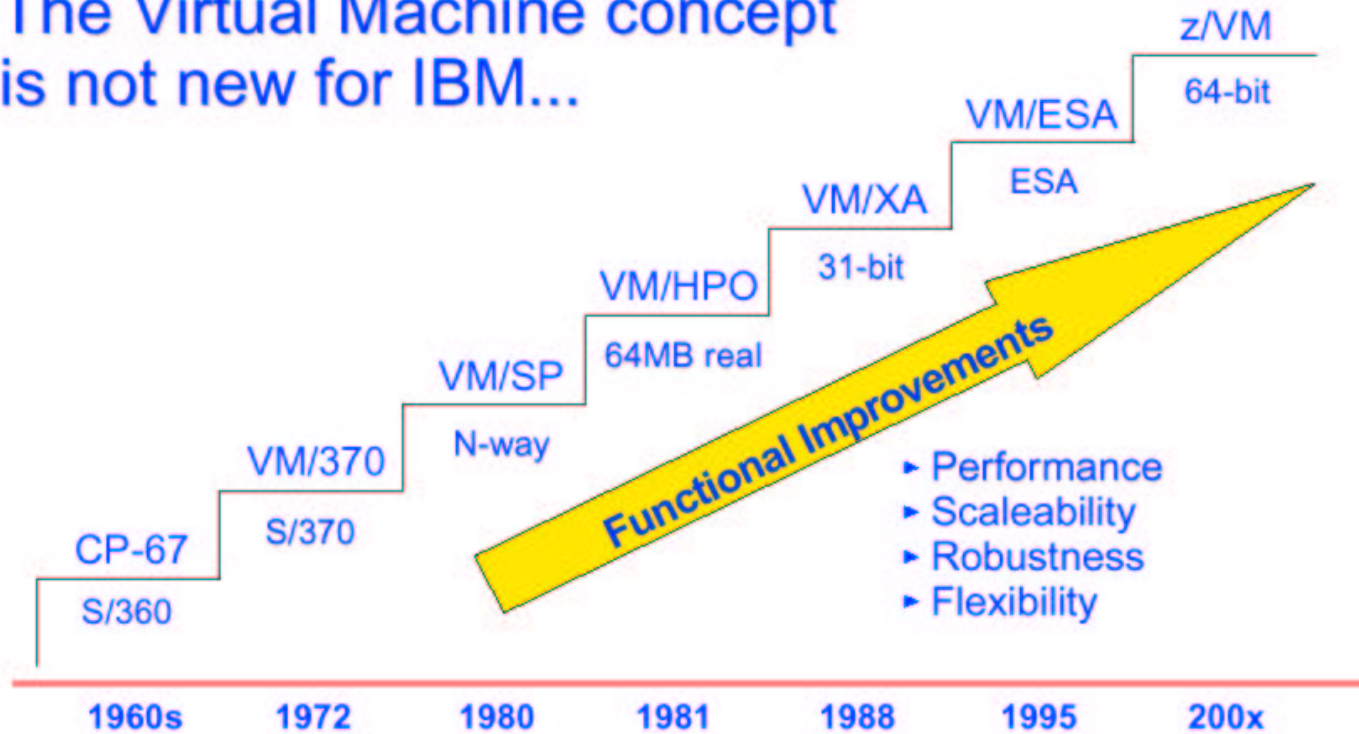 The Virtual Machine concept
is not new for IBM...
z/VM
64-bit
VM/ESA
ESA
VM/XA
31-bit
VM/HPO
64MB real
VM/SP
N-way
VM/370
S/370
CP-67
S/360
Functional Improvements
▸ Performance
▸ Scaleability
▸ Robustness
▸ Flexibility
1960s 1972 1980 1981 1988 1995 200x